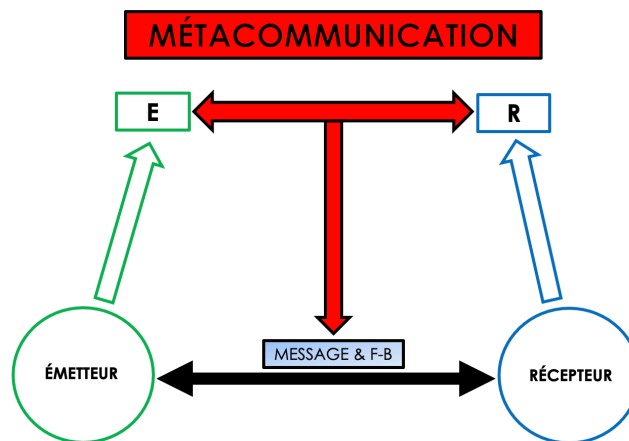 MÉTACOMMUNICATION
E
R
MESSAGE & F-B
ÉMETTEUR
RÉCEPTEUR